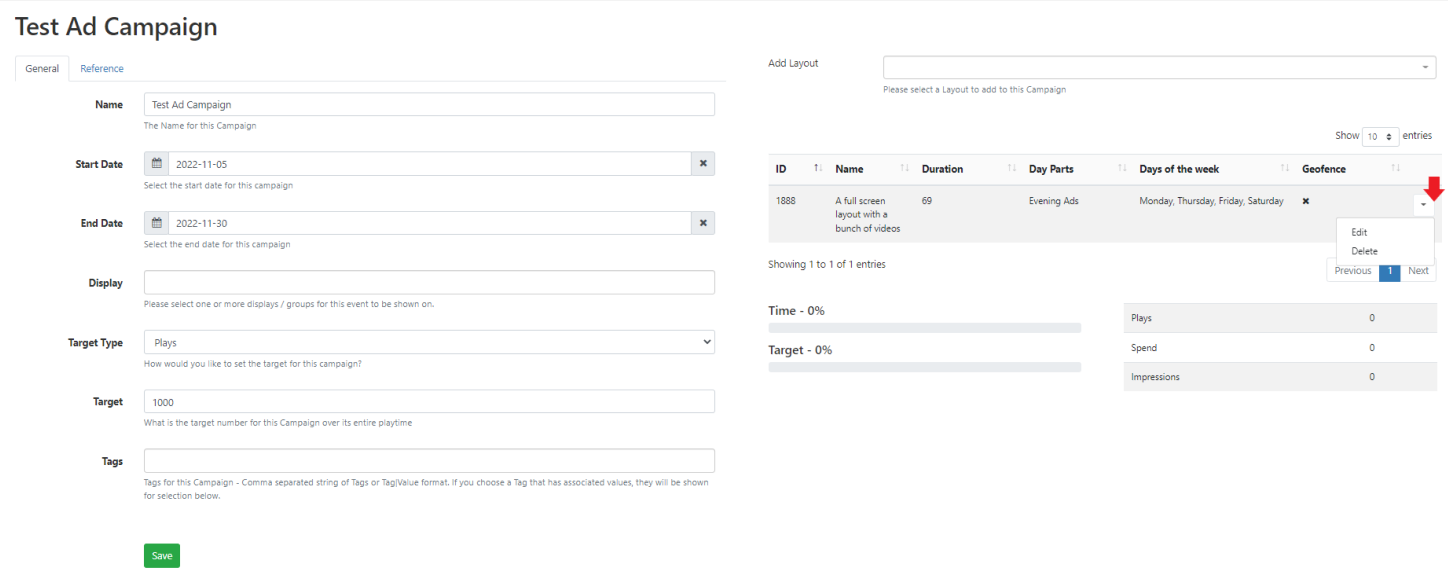 Test Ad Campaign
General Reference
Name Test Ad Campaign
The Name for this Campaign
Start Date 2022-11-05
Select the start date for this campaign
End Date 2022-11-30
Select the end date for this campaign
Display
Please select one or more displays / groups for this event to be shown on.
Target Type Plays
How would you like to set the target for this campaign?
Target 1000
What is the target number for this Campaign over its entire playtime
Tags
Tags for this Campaign - Comma separated string of Tags or Tag|Value format. If you choose a Tag that has associated values, they will be shown
for selection below.
Save
Add Layout
Please select a Layout to add to this Campaign
Show 10 entries
ID Name Duration Day Parts Days of the week Geofence
1888 A full screen 69 Evening Ads Monday, Thursday, Friday, Saturday
layout with a
bunch of videos
Edit
Delete
Showing 1 to 1 of 1 entries
Previous 1 Next
Time - 0%
Target - 0%
Plays 0
Spend 0
Impressions 0